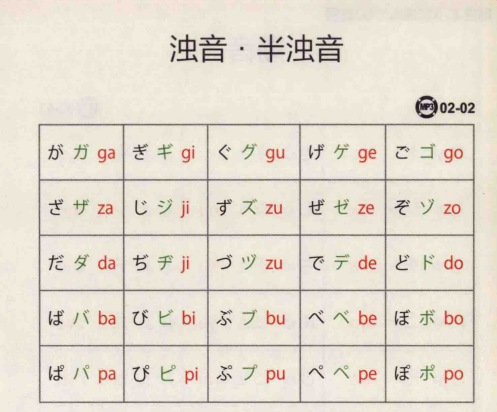 浊音·半浊音
MP3 02-02
が ガ ga ぎ ギ gi ぐ グ gu げ ゲ ge ご ゴ go
ざ ザ za じ ジ ji ず ズ zu ぜ ゼ ze ぞ ゾ zo
だ ダ da ぢ ヂ ji づ ヅ zu で デ de ど ド do
ば バ ba び ビ bi ぶ ブ bu べ ベ be ぼ ボ bo
ぱ パ pa ぴ ピ pi ぷ プ pu ぺ ペ pe ぽ ポ po